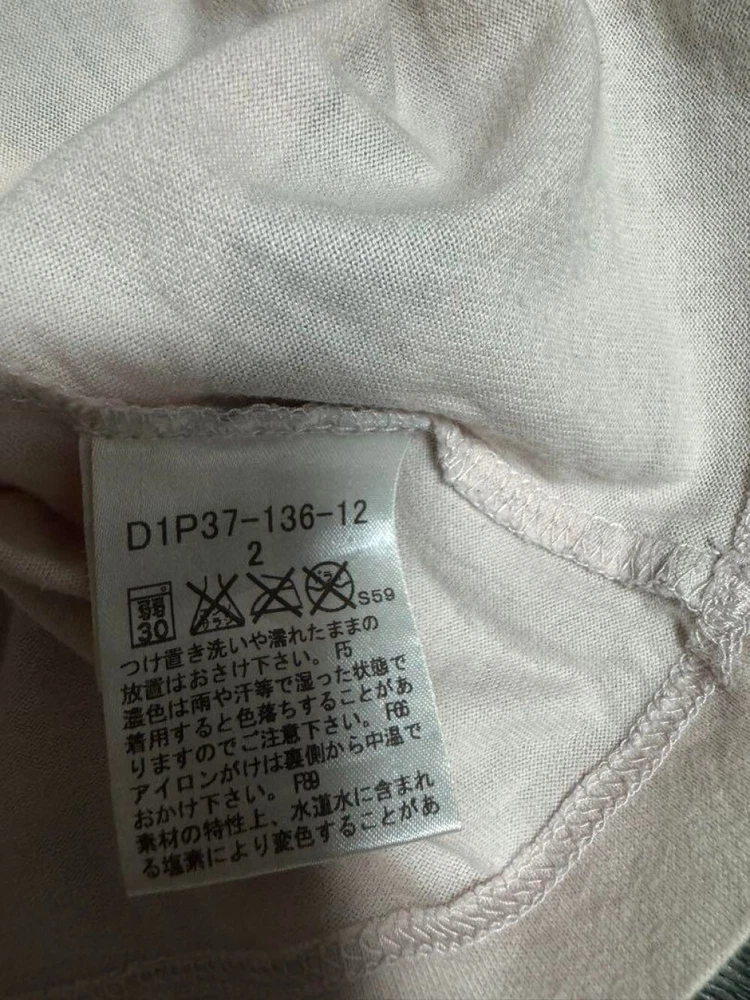 D1P37-136-12
2
弱
30
S59
つけ置き洗いや濡れたままの
放置はおさけ下さい。 F5
濃色は雨や汗等で湿った状態で
着用すると色落ちすることがあ
りますのでご注意下さい。 F66
アイロンがけは裏側から中温で
おかけ下さい。 F89
素材の特性上、水道水に含まれ
る塩素により変色することがあ